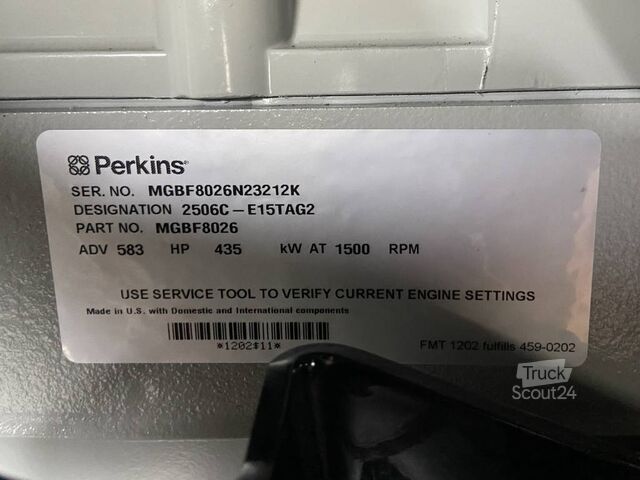 Perkins
SER. NO. MGBF8026N23212K
DESIGNATION 2506C-E15TAG2
PART NO. MGBF8026
ADV 583 HP 435 kW AT 1500 RPM
USE SERVICE TOOL TO VERIFY CURRENT ENGINE SETTINGS
Made in U.S. with Domestic and International components
*1202$11*
FMT 1202 fulfills 459-0202
Truck
Scout24